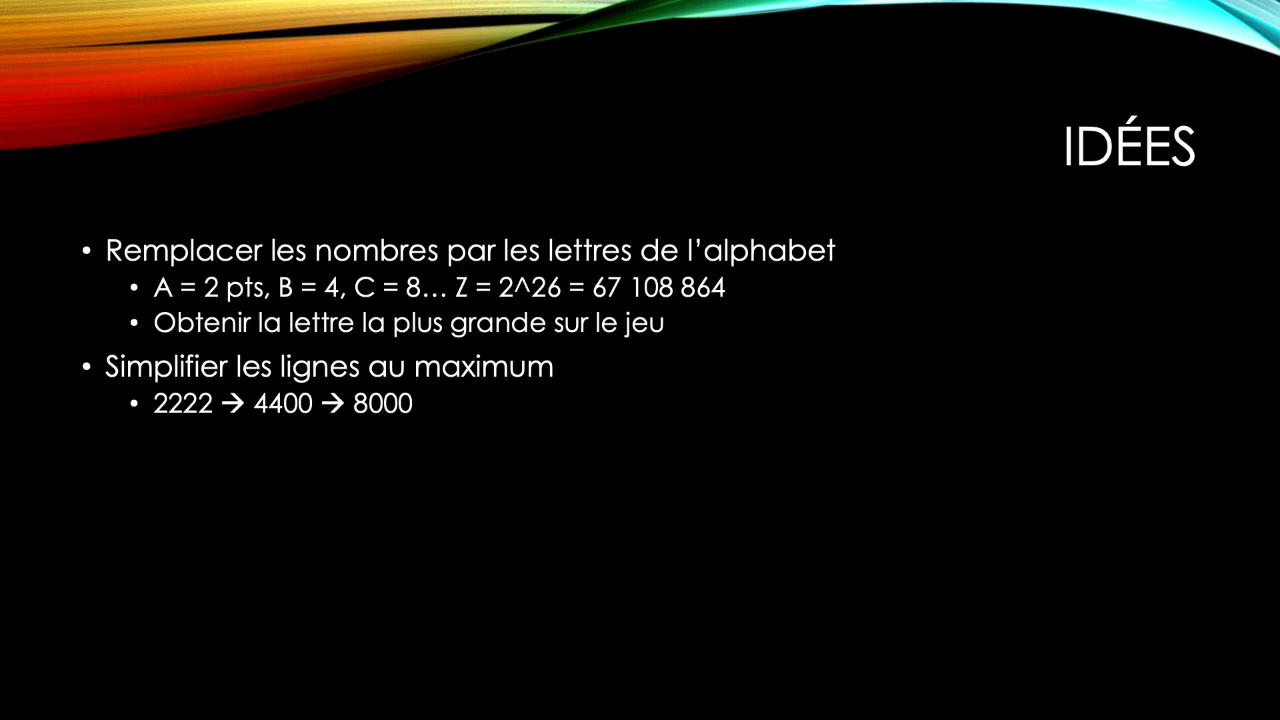 IDÉES
• Remplacer les nombres par les lettres de l’alphabet
• A = 2 pts, B = 4, C = 8… Z = 2^26 = 67 108 864
• Obtenir la lettre la plus grande sur le jeu
• Simplifier les lignes au maximum
• 2222 → 4400 → 8000